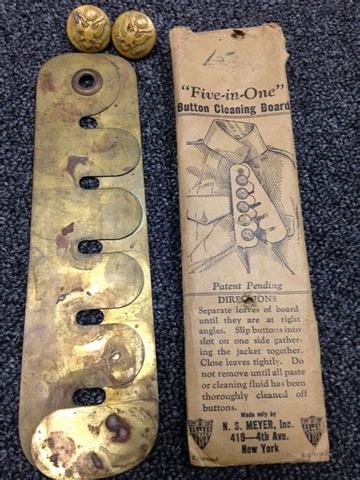 "Five-in-One"
Button Cleaning Board
Patent Pending
DIRECTIONS
Separate leaves of board
until they are at right
angles. Slip buttons into
slot on one side gather-
ing the jacket together.
Close leaves tightly. Do
not remove until all paste
or cleaning fluid has been
thoroughly cleaned off
buttons.
Made only by
N. S. MEYER, Inc.
419—4th Ave.
New York